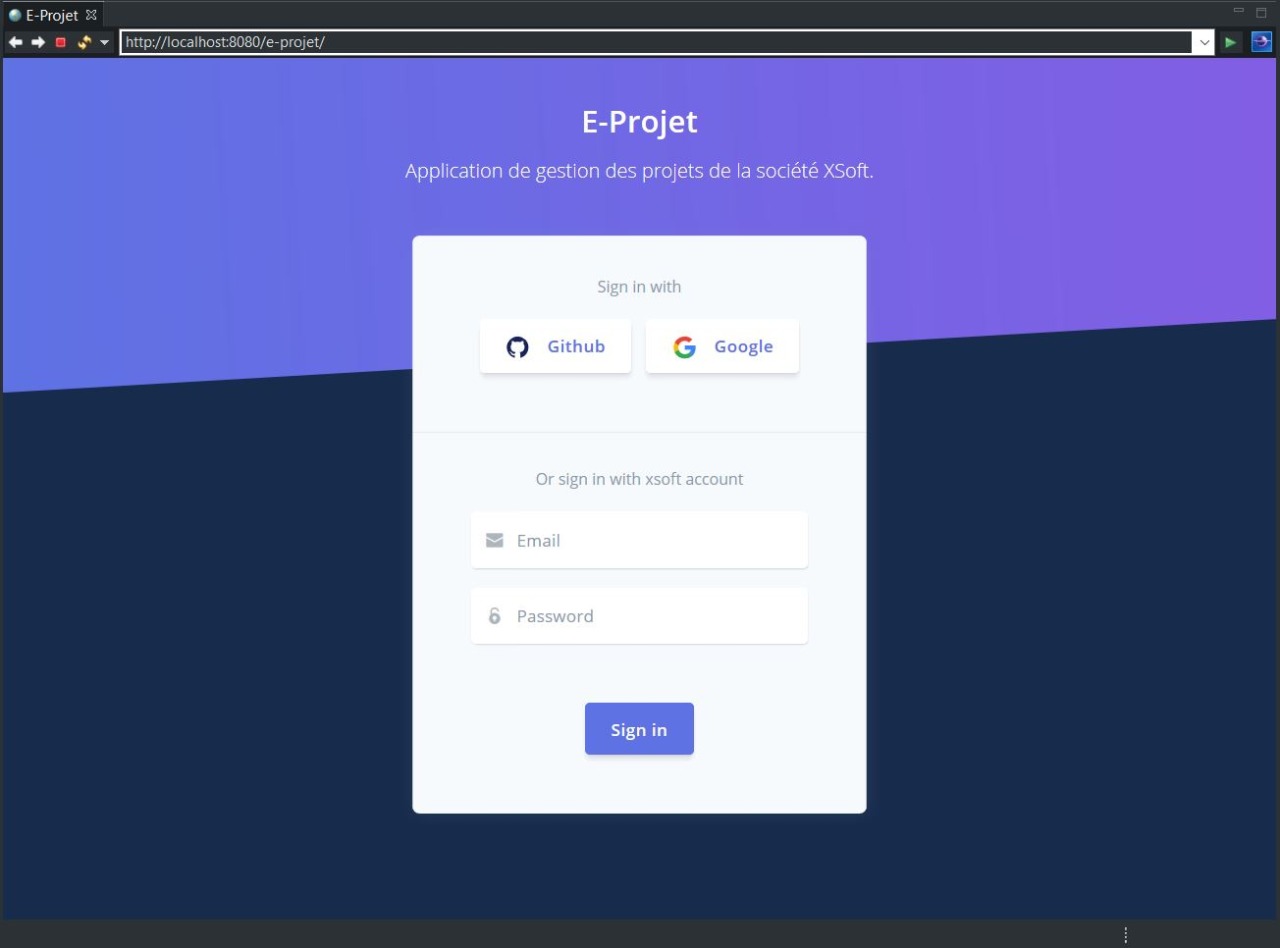 E-Projet
http://localhost:8080/e-projet/
E-Projet
Application de gestion des projets de la société XSoft.
Sign in with
Github
Google
Or sign in with xsoft account
Email
Password
Sign in